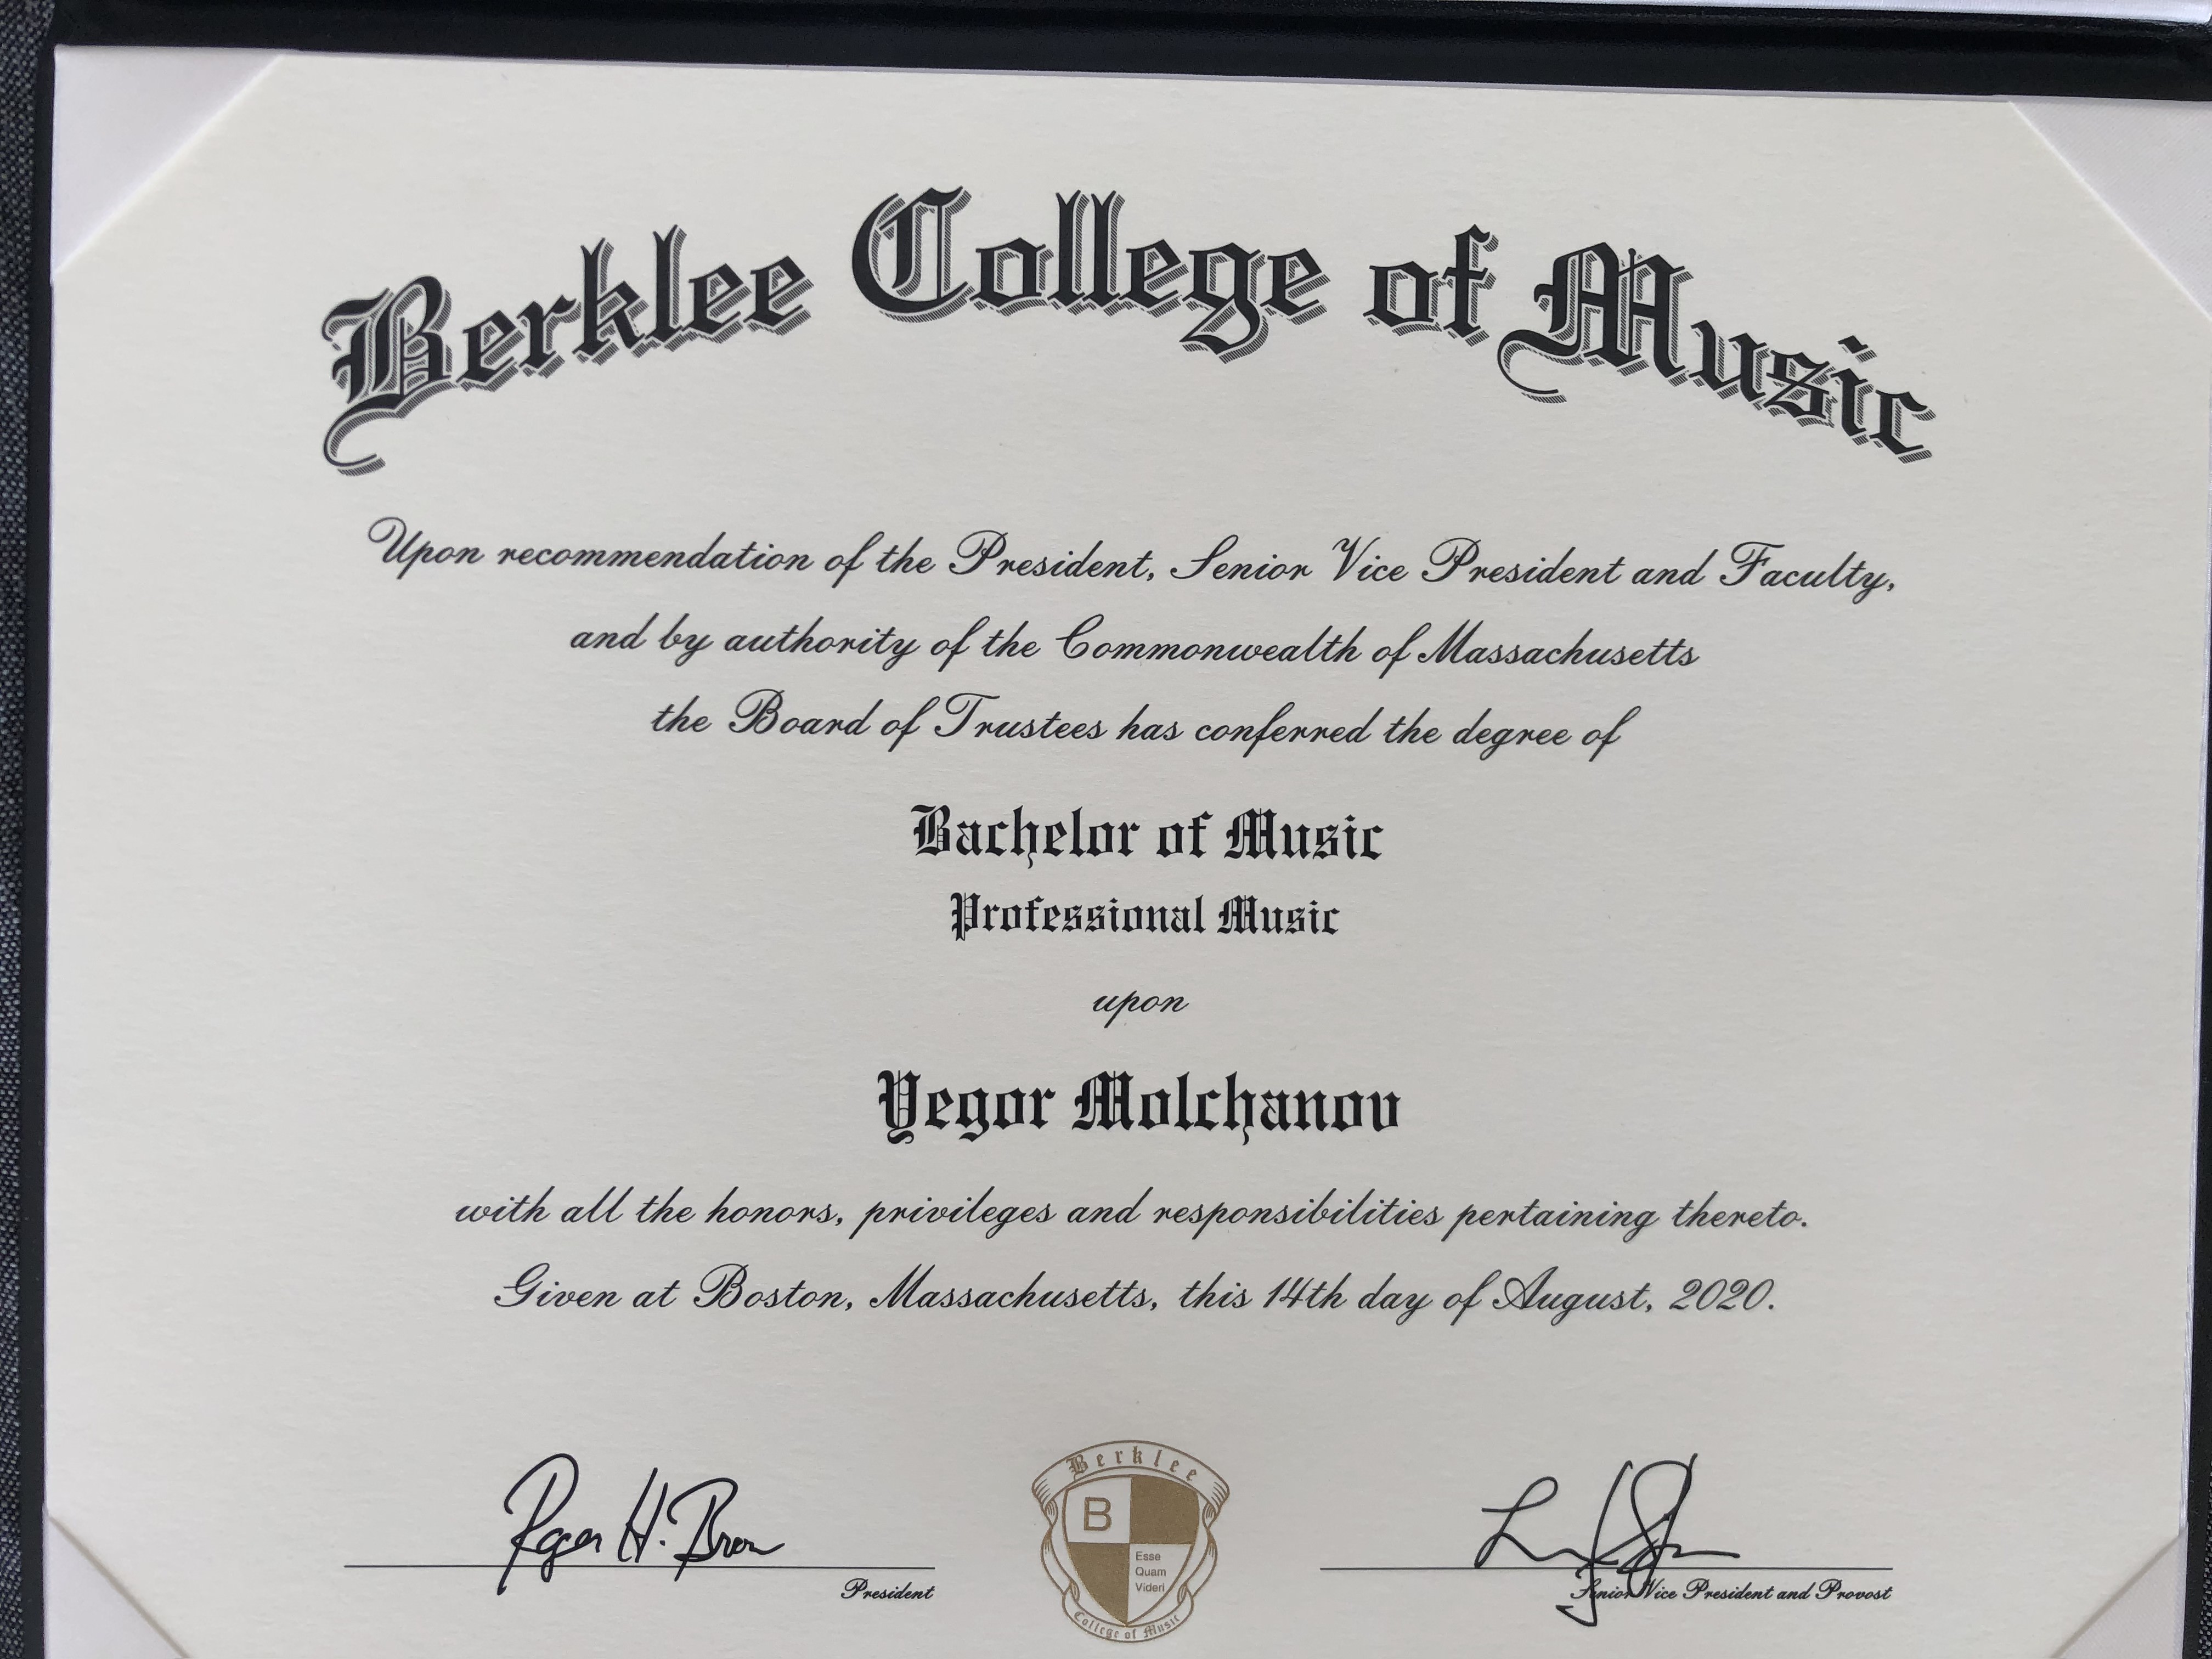 Berklee College of Music
Upon recommendation of the President, Senior Vice President and Faculty,
and by authority of the Commonwealth of Massachusetts
the Board of Trustees has conferred the degree of
Bachelor of Music
Professional Music
upon
Yegor Molchanov
with all the honors, privileges and responsibilities pertaining thereto.
Given at Boston, Massachusetts, this 14th day of August, 2020.
Roger H. Brown
President
Berklee
B
Esse
Quam
Videri
College of Music
Senior Vice President and Provost